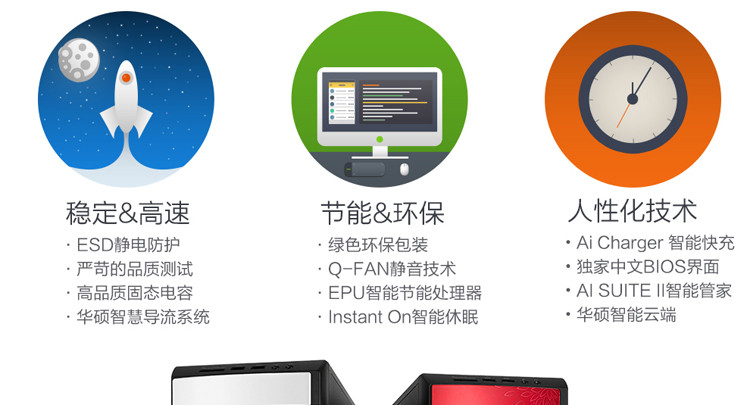 稳定&高速
· ESD静电防护
· 严苛的品质测试
· 高品质固态电容
· 华硕智慧导流系统
节能&环保
· 绿色环保包装
· Q-FAN静音技术
· EPU智能节能处理器
· Instant On智能休眠
人性化技术
• Ai Charger 智能快充
• 独家中文BIOS界面
• AI SUITE II智能管家
• 华硕智能云端